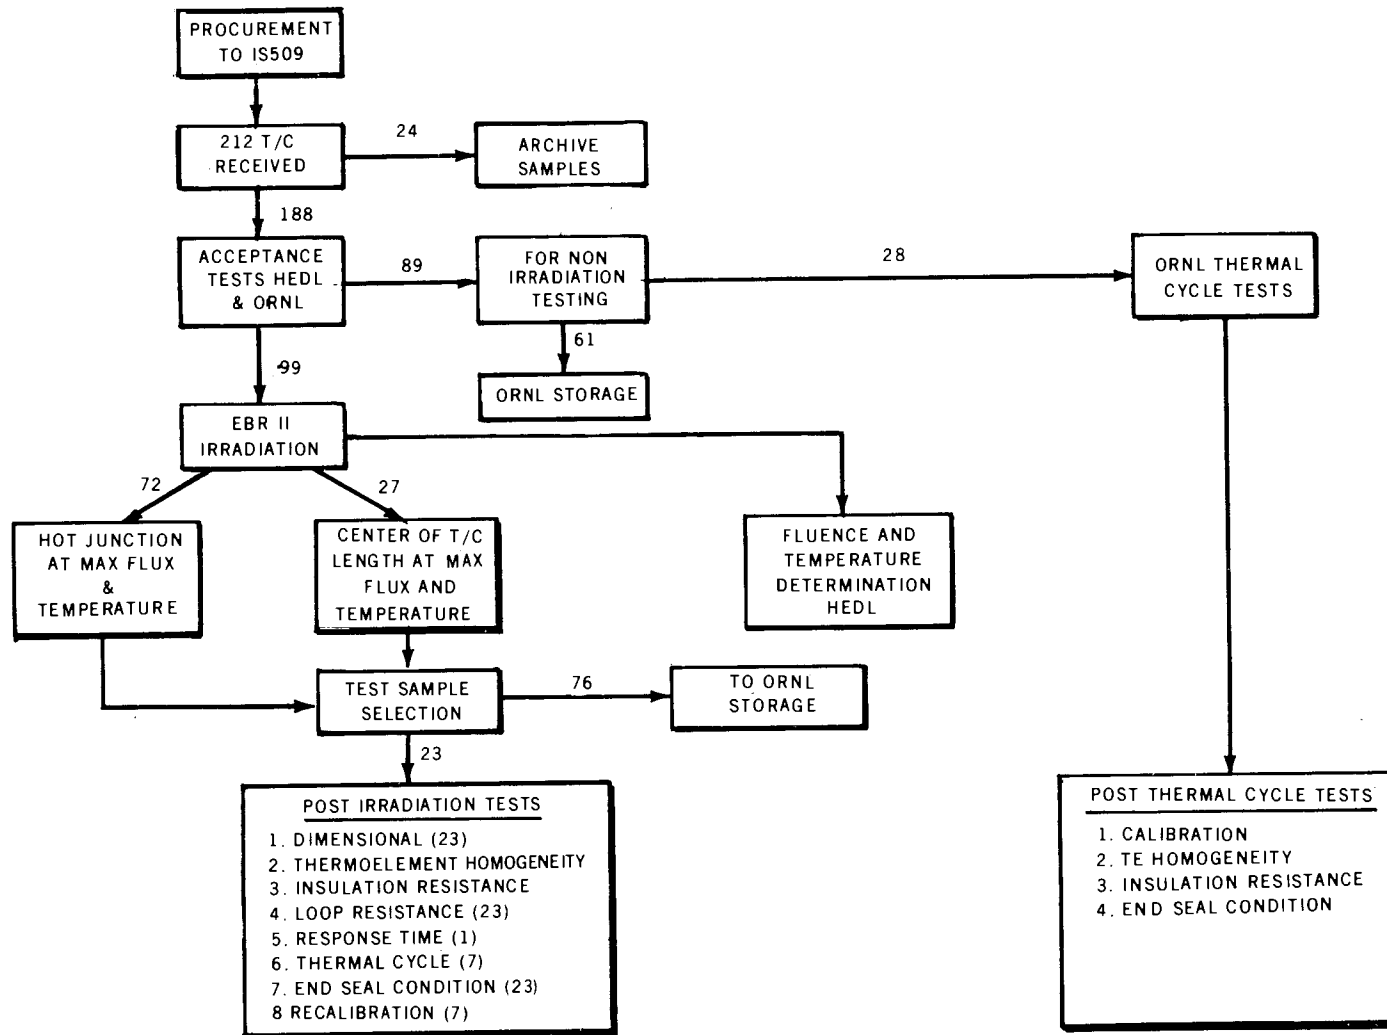 PROCUREMENT
TO IS509
212 T/C
RECEIVED
24
ARCHIVE
SAMPLES
188
ACCEPTANCE
TESTS HEDL
& ORNL
89
FOR NON
IRRADIATION
TESTING
28
ORNL THERMAL
CYCLE TESTS
61
ORNL STORAGE
99
EBR II
IRRADIATION
72
27
HOT JUNCTION
AT MAX FLUX
&
TEMPERATURE
CENTER OF T/C
LENGTH AT MAX
FLUX AND
TEMPERATURE
FLUENCE AND
TEMPERATURE
DETERMINATION
HEDL
TEST SAMPLE
SELECTION
76
TO ORNL
STORAGE
23
POST IRRADIATION TESTS
1. DIMENSIONAL (23)
2. THERMOELEMENT HOMOGENEITY
3. INSULATION RESISTANCE
4. LOOP RESISTANCE (23)
5. RESPONSE TIME (1)
6. THERMAL CYCLE (7)
7. END SEAL CONDITION (23)
8 RECALIBRATION (7)
POST THERMAL CYCLE TESTS
1. CALIBRATION
2. TE HOMOGENEITY
3. INSULATION RESISTANCE
4. END SEAL CONDITION